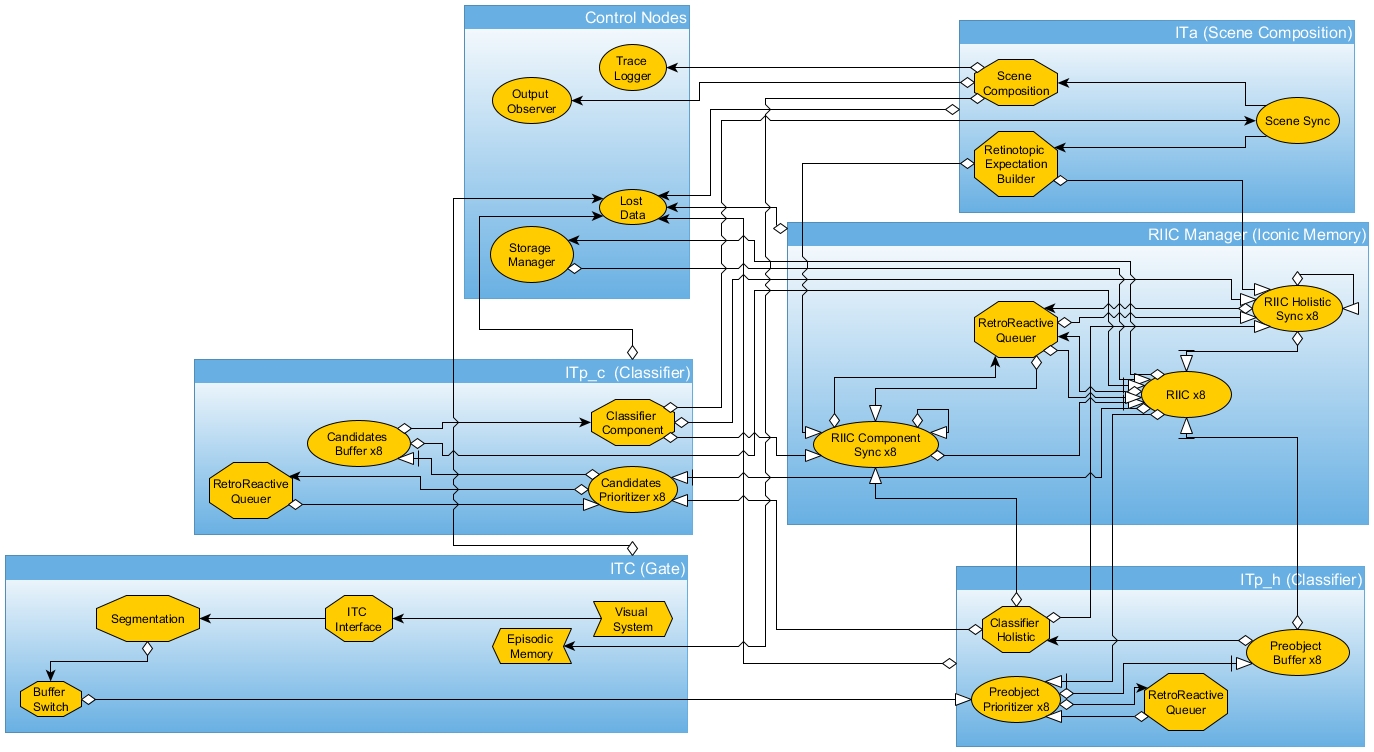 Control Nodes
Trace
Logger
Output
Observer
Lost
Data
Storage
Manager
ITa (Scene Composition)
Scene
Composition
Scene Sync
Retinotopic
Expectation
Builder
RIIC Manager (Iconic Memory)
RIIC Holistic
Sync x8
RetroReactive
Queuer
RIIC x8
RIIC Component
Sync x8
ITp_c (Classifier)
Classifier
Component
Candidates
Buffer x8
RetroReactive
Queuer
Candidates
Prioritizer x8
ITC (Gate)
Segmentation
ITC
Interface
Visual
System
Episodic
Memory
Buffer
Switch
ITp_h (Classifier)
Classifier
Holistic
Preobject
Buffer x8
Preobject
Prioritizer x8
RetroReactive
Queuer